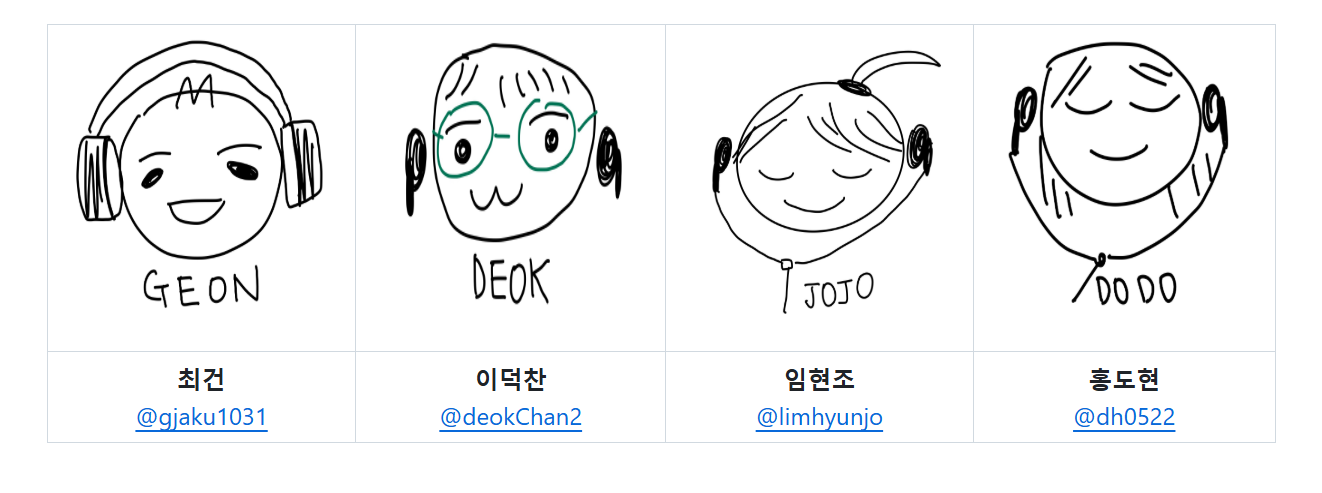 GEON
DEOK
JOJO
DODO
최건
이덕찬
임현조
홍도현
@gjaku1031
@deokChan2
@limhyunjo
@dh0522